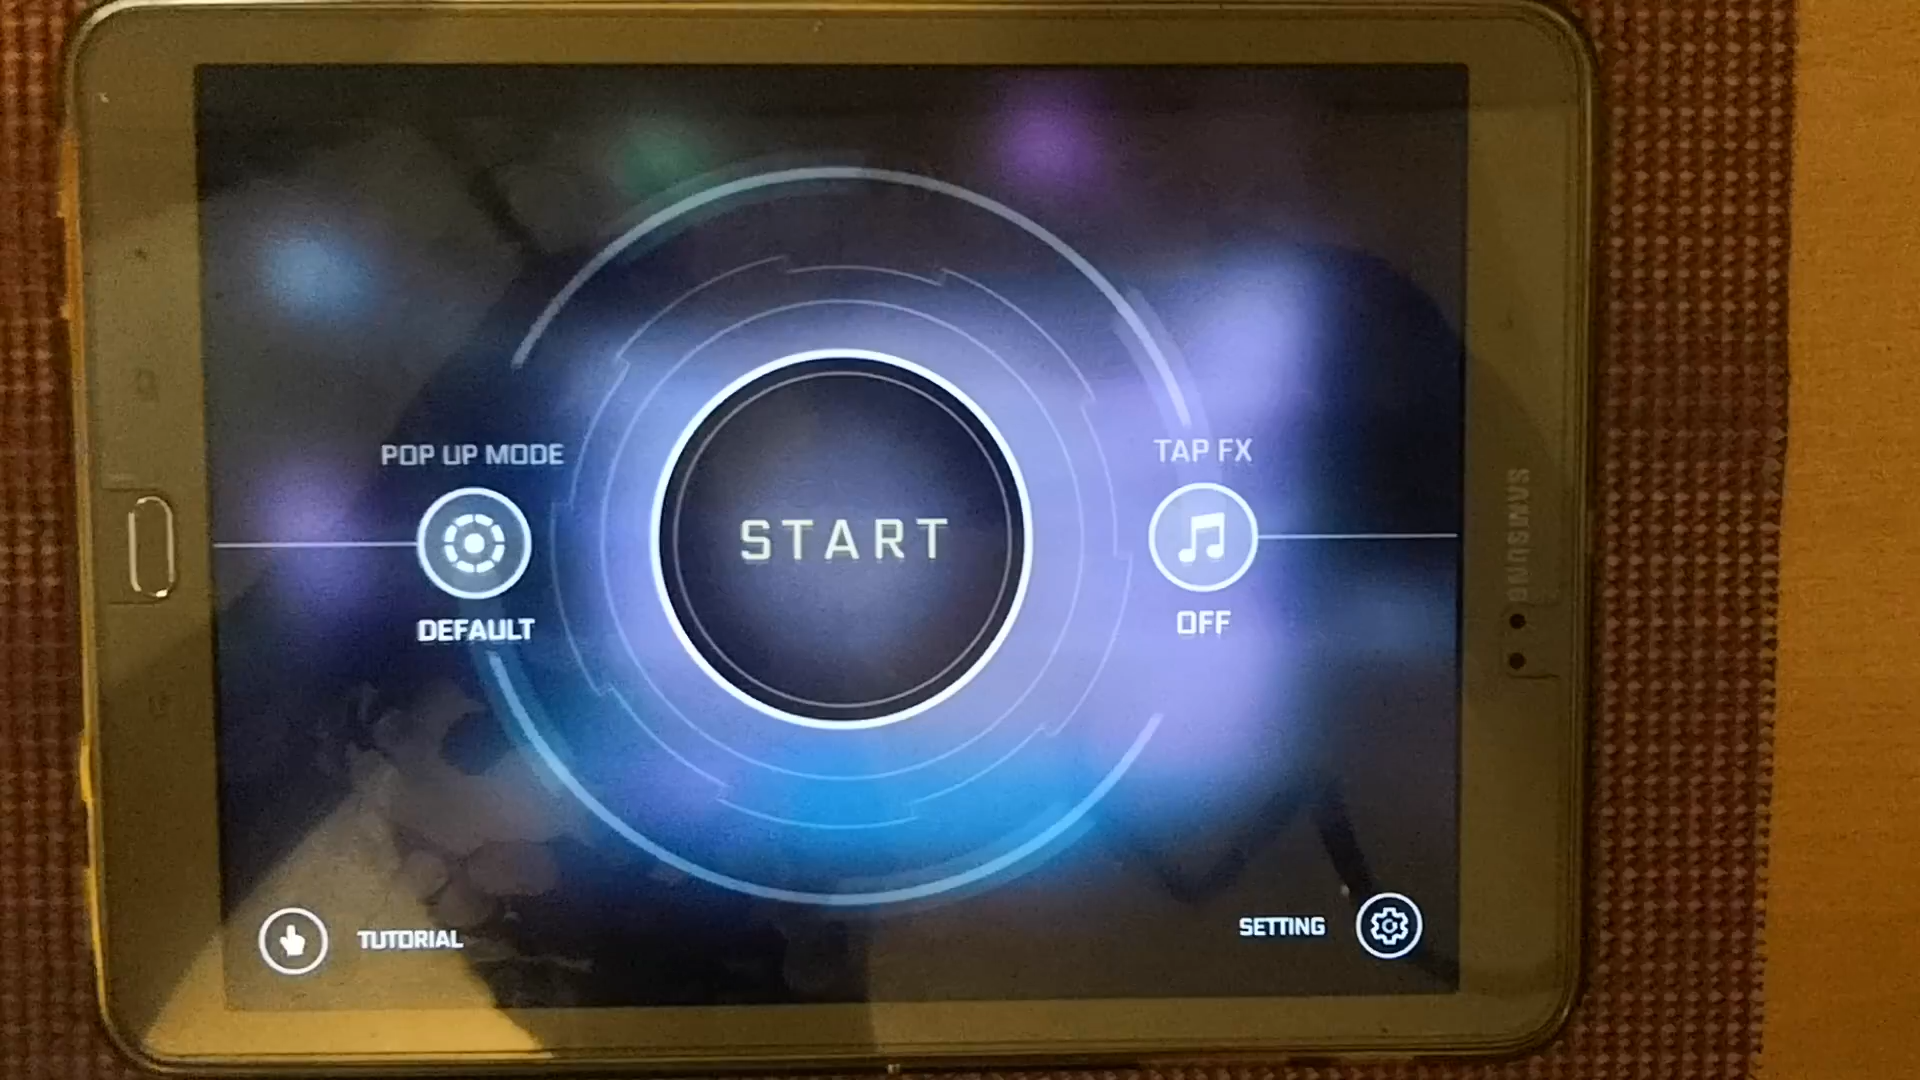 POP UP MODE
DEFAULT
START
TAP FX
OFF
TUTORIAL
SETTING
SAMSUNG